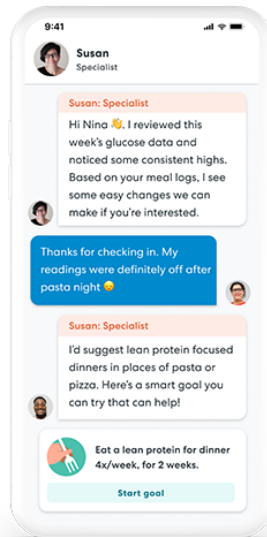 9:41
Susan
Specialist
Susan: Specialist
Hi Nina 👋. I reviewed this
week's glucose data and
noticed some consistent highs.
Based on your meal logs, I see
some easy changes we can
make if you're interested.
Thanks for checking in. My
readings were definitely off after
pasta night 😞
Susan: Specialist
I'd suggest lean protein focused
dinners in places of pasta or
pizza. Here's a smart goal you
can try that can help!
Eat a lean protein for dinner
4x/week, for 2 weeks.
Start goal